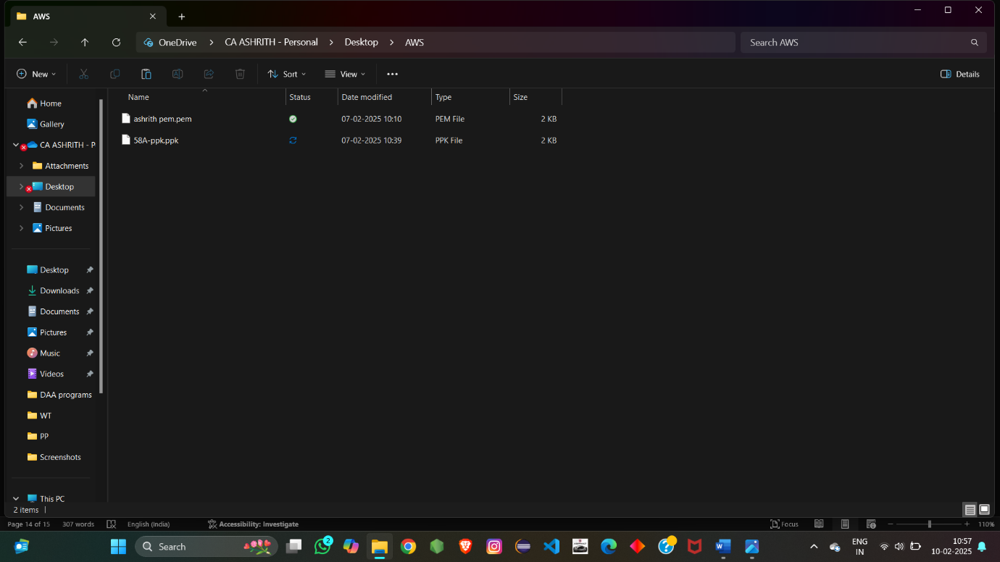 AWS
OneDrive > CA ASHRITH - Personal > Desktop > AWS
Search AWS
New
Sort
View
Details
Name Status Date modified Type Size
ashrith pem.pem 07-02-2025 10:10 PEM File 2 KB
58A-ppk.ppk 07-02-2025 10:39 PPK File 2 KB
Home
Gallery
CA ASHRITH - P
Attachments
Desktop
Documents
Pictures
Desktop
Downloads
Documents
Pictures
Music
Videos
DAA programs
WT
PP
Screenshots
This PC
2 items
Page 14 of 15 307 words English (India) Accessibility: Investigate Focus 110%
Search
2
ENG
IN
10:57
10-02-2025